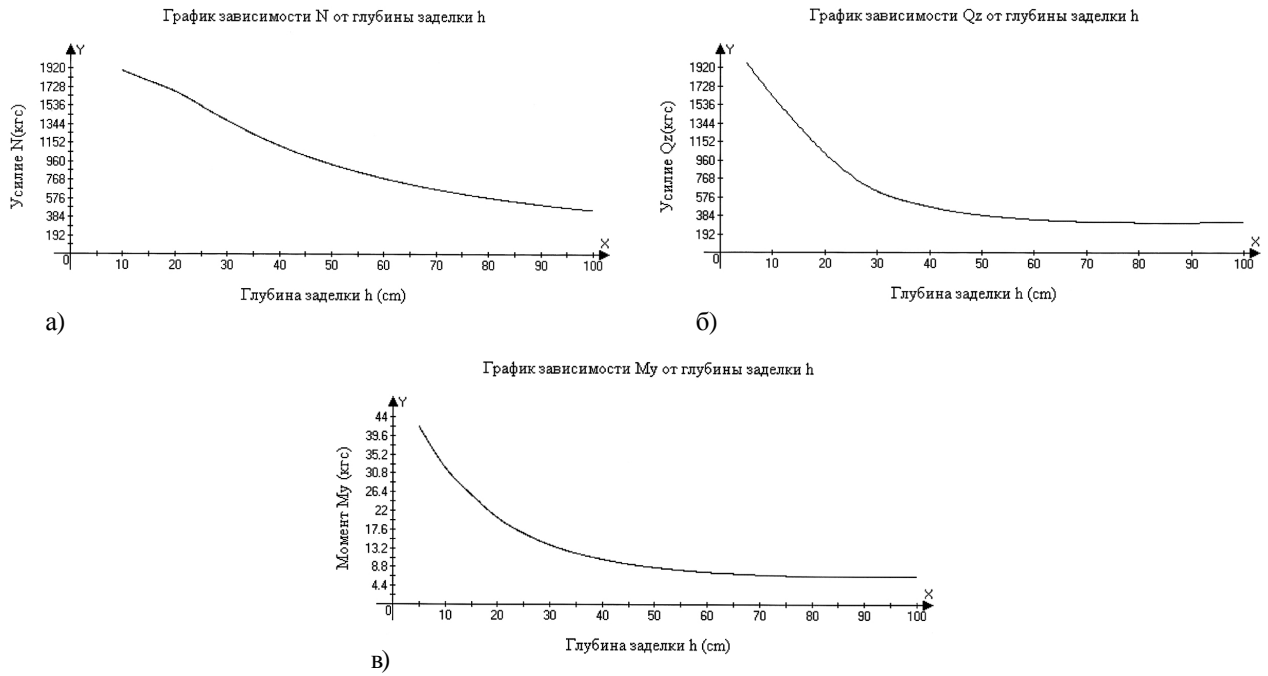 График зависимости N от глубины заделки h
Y
Усилие N(кгс)
1920
1728
1536
1344
1152
960
768
576
384
192
0
10 20 30 40 50 60 70 80 90 100
X
Глубина заделки h (cm)
а)
График зависимости Qz от глубины заделки h
Y
Усилие Qz(кгс)
1920
1728
1536
1344
1152
960
768
576
384
192
0
10 20 30 40 50 60 70 80 90 100
X
Глубина заделки h (cm)
б)
График зависимости My от глубины заделки h
Y
Момент My (кгс)
44
39.6
35.2
30.8
26.4
22
17.6
13.2
8.8
4.4
0
10 20 30 40 50 60 70 80 90 100
X
Глубина заделки h (cm)
в)